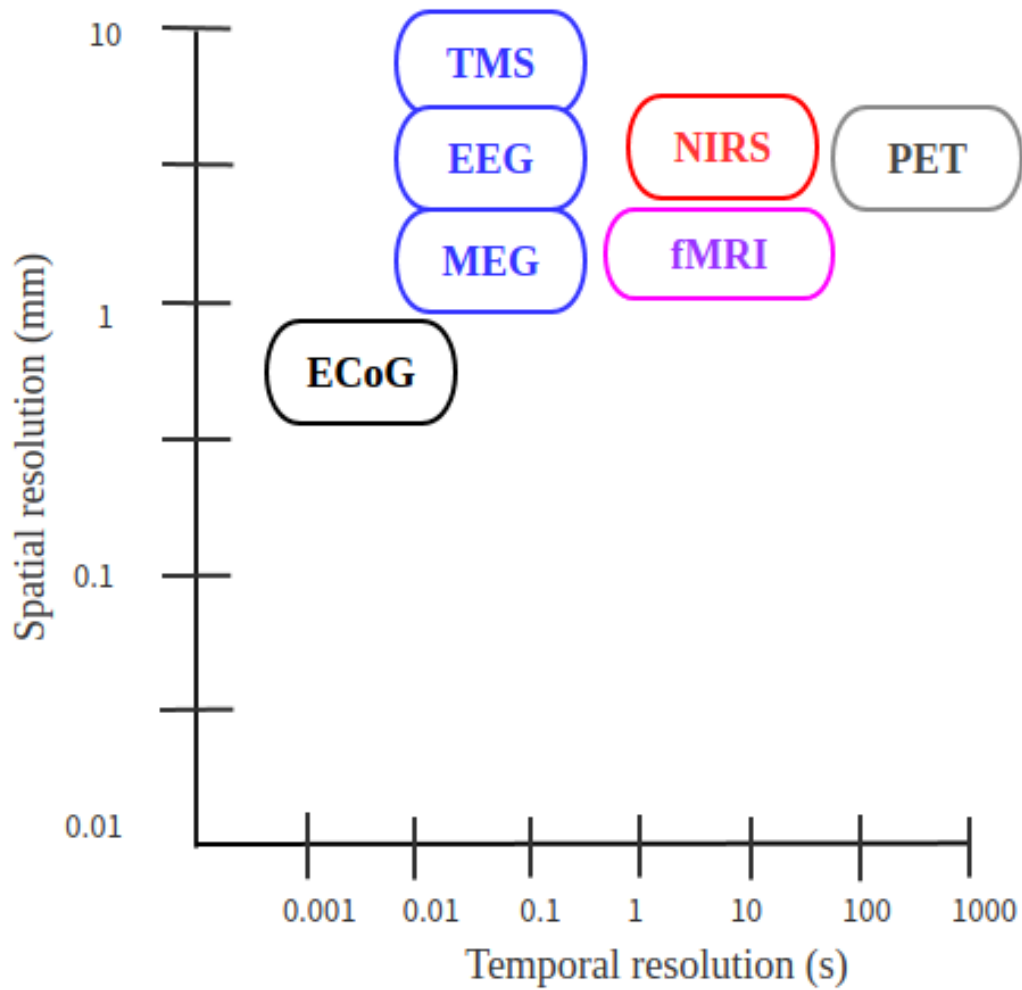 10
TMS
NIRS
EEG
PET
MEG
fMRI
1
ECoG
Spatial resolution (mm)
0.1
0.01
0.001 0.01 0.1 1 10 100 1000
Temporal resolution (s)